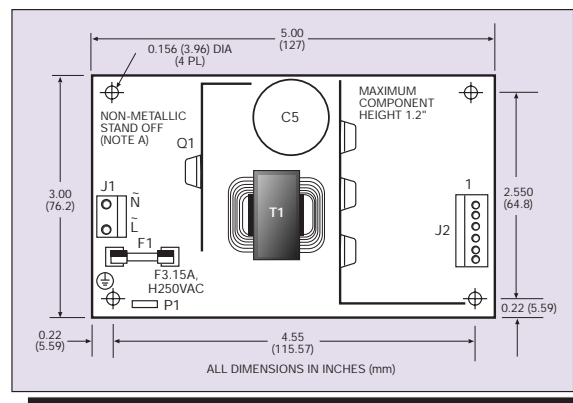 5.00
(127)
0.156 (3.96) DIA
(4 PL)
NON-METALLIC
STAND OFF
(NOTE A)
Q1
C5
MAXIMUM
COMPONENT
HEIGHT 1.2"
3.00
(76.2)
J1
~
N
~
L
F1
T1
1
J2
2.550
(64.8)
F3.15A,
H250VAC
P1
0.22 (5.59)
0.22
(5.59)
4.55
(115.57)
ALL DIMENSIONS IN INCHES (mm)